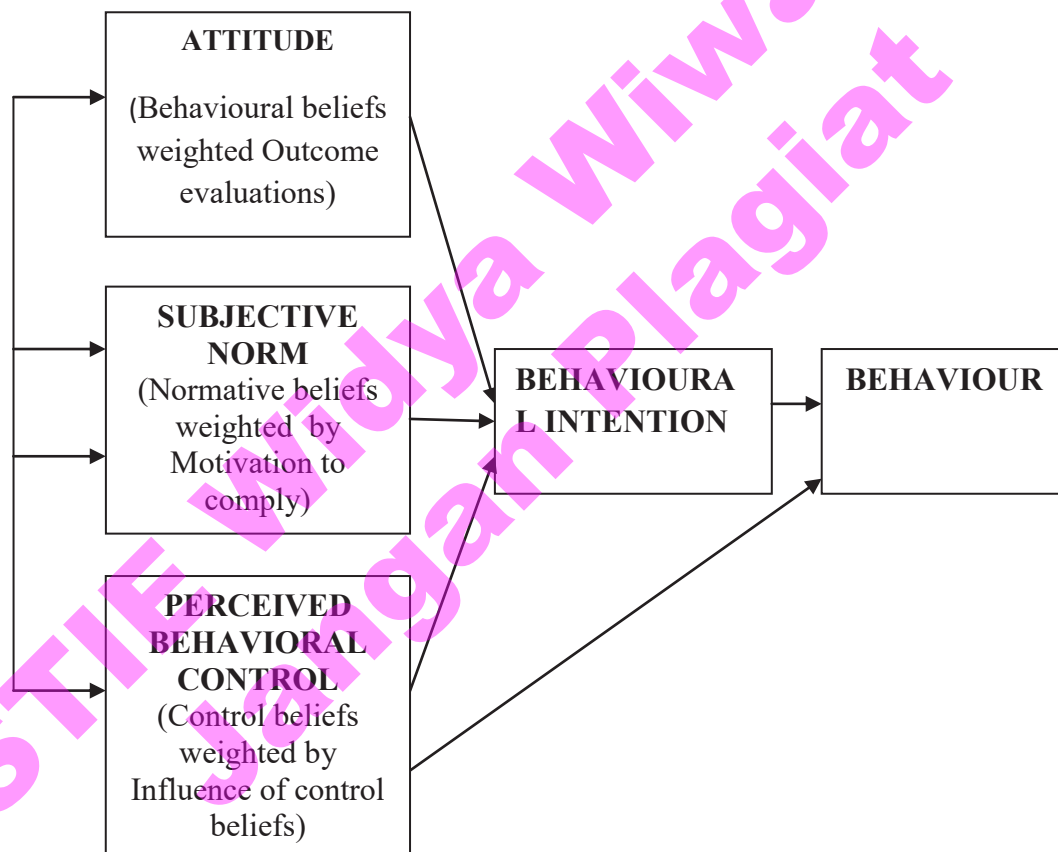 ATTITUDE
(Behavioural beliefs
weighted Outcome
evaluations)
SUBJECTIVE
NORM
(Normative beliefs
weighted by
Motivation to
comply)
PERCEIVED
BEHAVIORAL
CONTROL
(Control beliefs
weighted by
Influence of control
beliefs)
BEHAVIOURA
L INTENTION
BEHAVIOUR
STIE Widya Wiwa
Jangan Plagiat